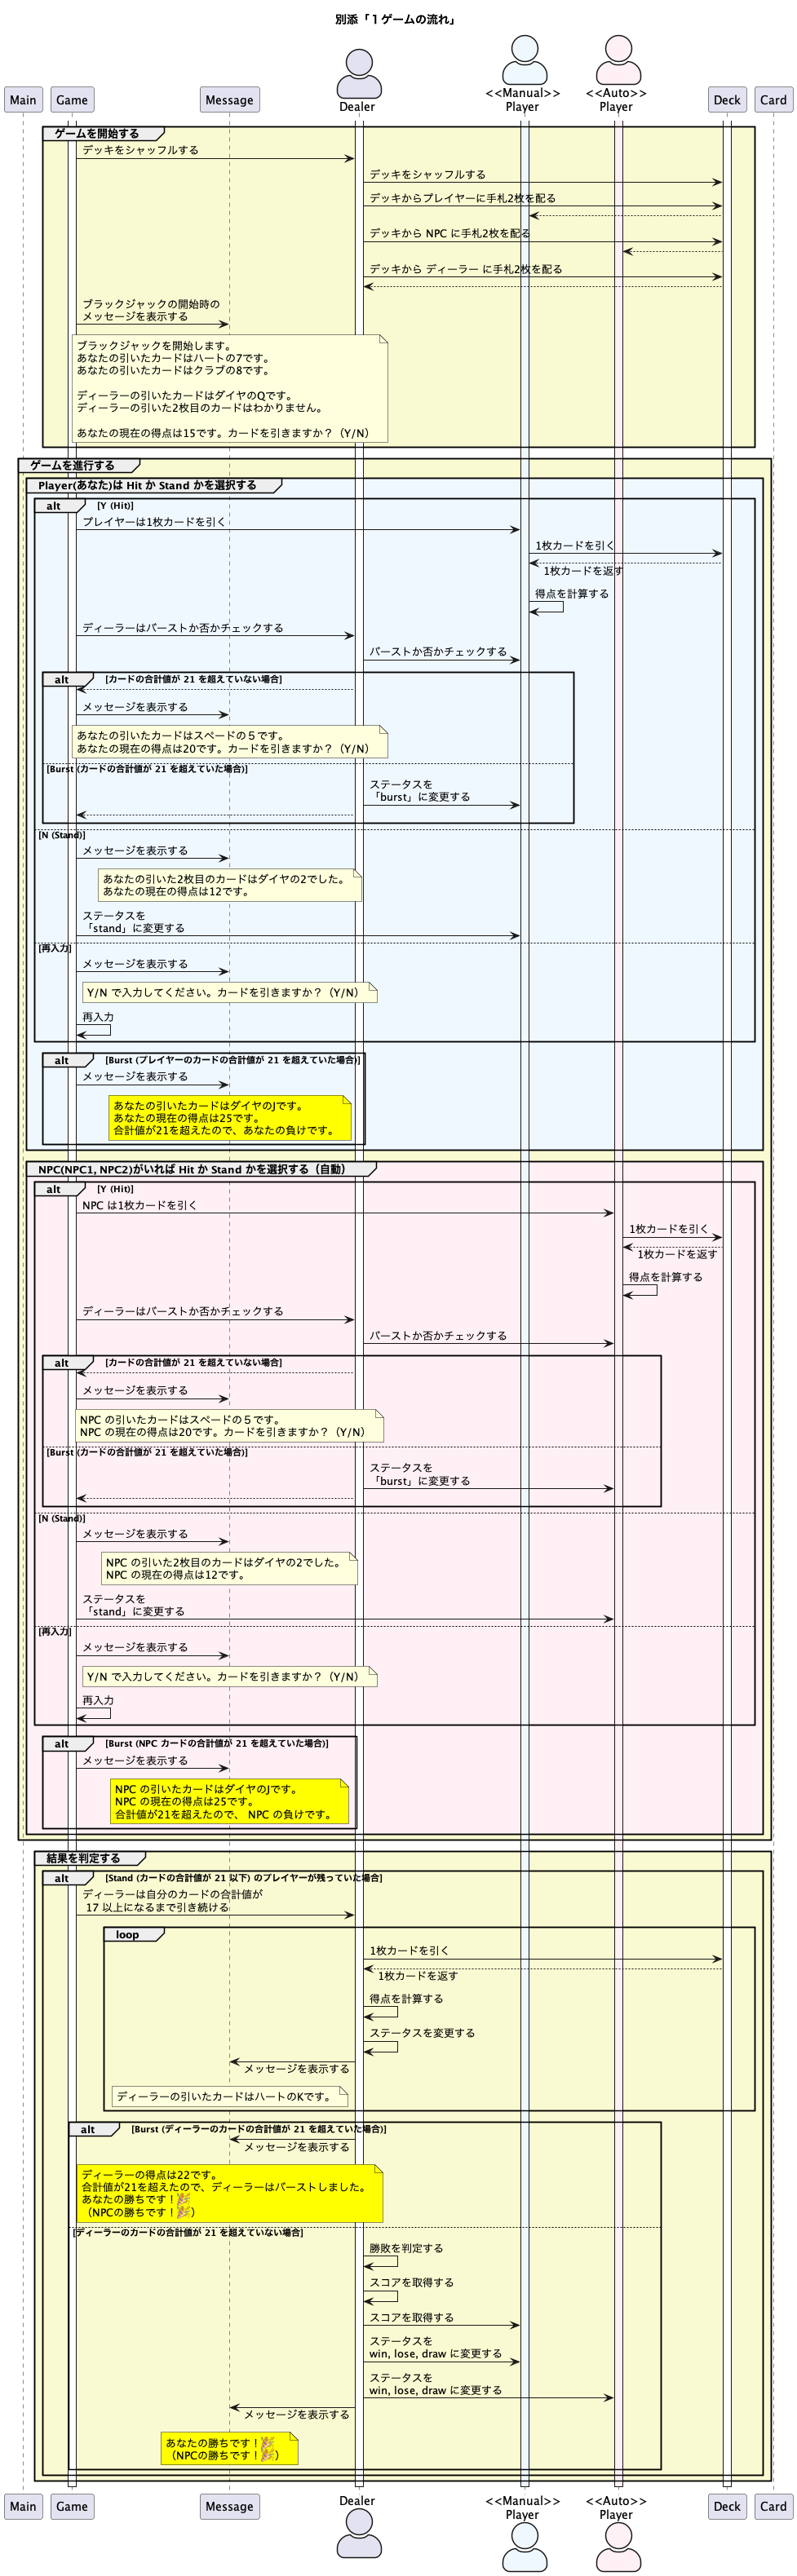 別添「１ゲームの流れ」
Main
Game
Message
Dealer
<<Manual>>
Player
<<Auto>>
Player
Deck
Card
ゲームを開始する
デッキをシャッフルする
デッキをシャッフルする
デッキからプレイヤーに手札2枚を配る
デッキから NPC に手札2枚を配る
デッキから ディーラー に手札2枚を配る
ブラックジャックの開始時の
メッセージを表示する
ブラックジャックを開始します。
あなたの引いたカードはハートの7です。
あなたの引いたカードはクラブの8です。
ディーラーの引いたカードはダイヤのQです。
ディーラーの引いた2枚目のカードはわかりません。
あなたの現在の得点は15です。カードを引きますか？（Y/N）
ゲームを進行する
Player(あなた)は Hit か Stand かを選択する
alt [Y (Hit)]
プレイヤーは1枚カードを引く
1枚カードを引く
1枚カードを返す
得点を計算する
ディーラーはバーストか否かチェックする
バーストか否かチェックする
alt [カードの合計値が 21 を超えていない場合]
メッセージを表示する
あなたの引いたカードはスペードの５です。
あなたの現在の得点は20です。カードを引きますか？（Y/N）
[Burst (カードの合計値が 21 を超えていた場合)]
ステータスを
「burst」に変更する
[N (Stand)]
メッセージを表示する
あなたの引いた2枚目のカードはダイヤの2でした。
あなたの現在の得点は12です。
ステータスを
「stand」に変更する
[再入力]
メッセージを表示する
Y/N で入力してください。カードを引きますか？（Y/N）
再入力
alt [Burst (プレイヤーのカードの合計値が 21 を超えていた場合)]
メッセージを表示する
あなたの引いたカードはダイヤのJです。
あなたの現在の得点は25です。
合計値が21を超えたので、あなたの負けです。
NPC(NPC1, NPC2)がいれば Hit か Stand かを選択する（自動）
alt [Y (Hit)]
NPC は1枚カードを引く
1枚カードを引く
1枚カードを返す
得点を計算する
ディーラーはバーストか否かチェックする
バーストか否かチェックする
alt [カードの合計値が 21 を超えていない場合]
メッセージを表示する
NPC の引いたカードはスペードの５です。
NPC の現在の得点は20です。カードを引きますか？（Y/N）
[Burst (カードの合計値が 21 を超えていた場合)]
ステータスを
「burst」に変更する
[N (Stand)]
メッセージを表示する
NPC の引いた2枚目のカードはダイヤの2でした。
NPC の現在の得点は12です。
ステータスを
「stand」に変更する
[再入力]
メッセージを表示する
Y/N で入力してください。カードを引きますか？（Y/N）
再入力
alt [Burst (NPC カードの合計値が 21 を超えていた場合)]
メッセージを表示する
NPC の引いたカードはダイヤのJです。
NPC の現在の得点は25です。
合計値が21を超えたので、 NPC の負けです。
結果を判定する
alt [Stand (カードの合計値が 21 以下) のプレイヤーが残っていた場合]
ディーラーは自分のカードの合計値が
17 以上になるまで引き続ける
loop
1枚カードを引く
1枚カードを返す
得点を計算する
ステータスを変更する
メッセージを表示する
ディーラーの引いたカードはハートのKです。
alt [Burst (ディーラーのカードの合計値が 21 を超えていた場合)]
メッセージを表示する
ディーラーの得点は22です。
合計値が21を超えたので、ディーラーはバーストしました。
あなたの勝ちです！🎉
（NPCの勝ちです！🎉）
[ディーラーのカードの合計値が 21 を超えていない場合]
勝敗を判定する
スコアを取得する
スコアを取得する
ステータスを
win, lose, draw に変更する
ステータスを
win, lose, draw に変更する
メッセージを表示する
あなたの勝ちです！🎉
（NPCの勝ちです！🎉）
Main
Game
Message
Dealer
<<Manual>>
Player
<<Auto>>
Player
Deck
Card